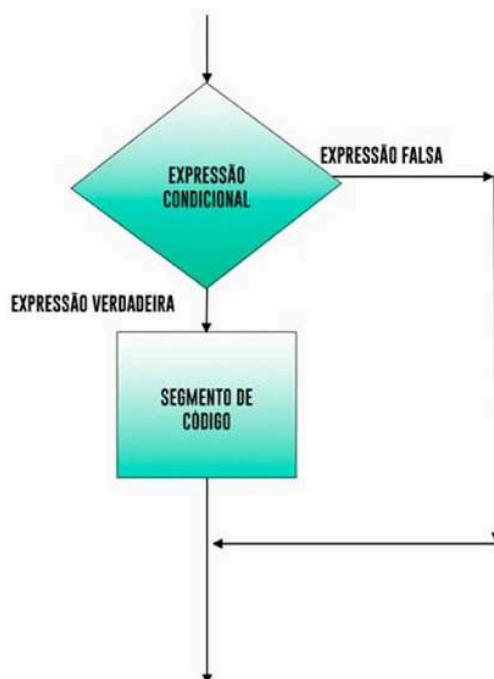 EXPRESSÃO FALSA
EXPRESSÃO
CONDICIONAL
EXPRESSÃO VERDADEIRA
SEGMENTO DE
CÓDIGO